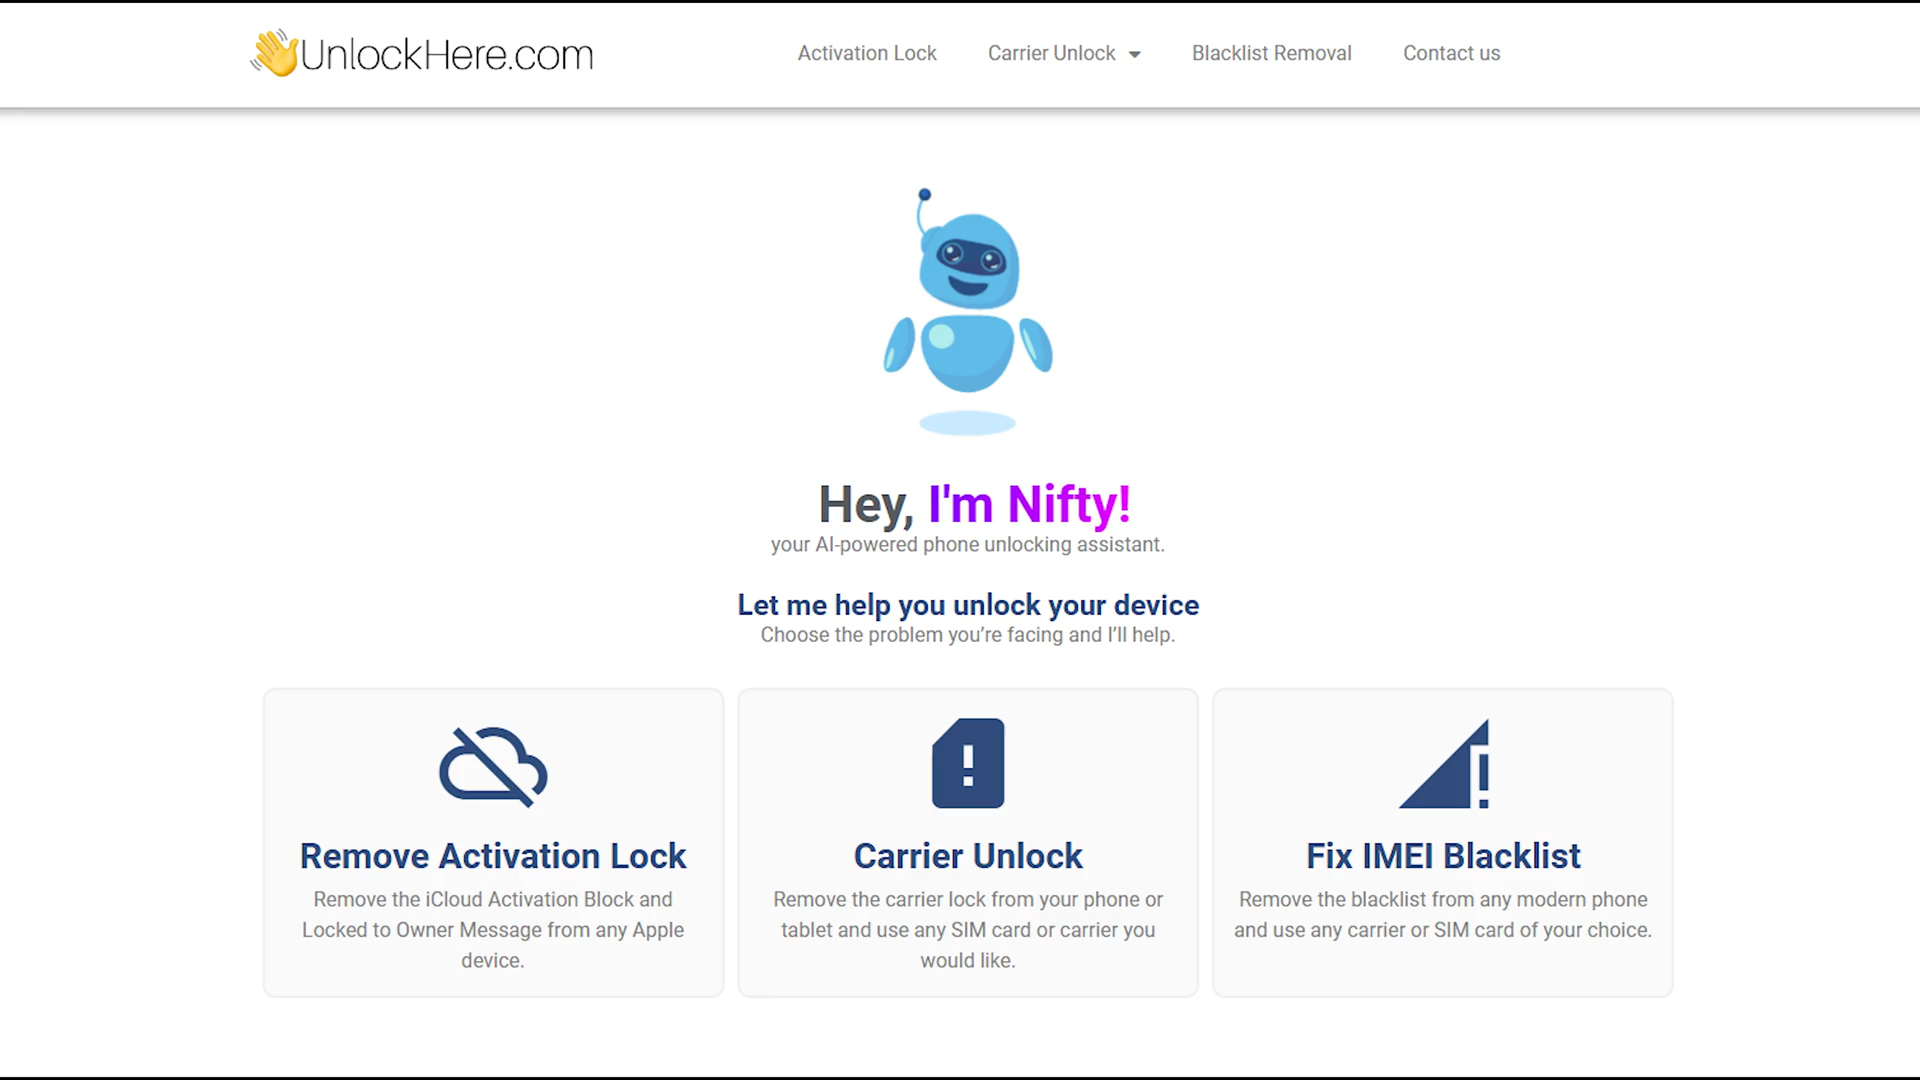 UnlockHere.com
Activation Lock
Carrier Unlock
Blacklist Removal
Contact us
Hey, I'm Nifty!
your AI-powered phone unlocking assistant.
Let me help you unlock your device
Choose the problem you’re facing and I’ll help.
Remove Activation Lock
Remove the iCloud Activation Block and
Locked to Owner Message from any Apple
device.
Carrier Unlock
Remove the carrier lock from your phone or
tablet and use any SIM card or carrier you
would like.
Fix IMEI Blacklist
Remove the blacklist from any modern phone
and use any carrier or SIM card of your choice.